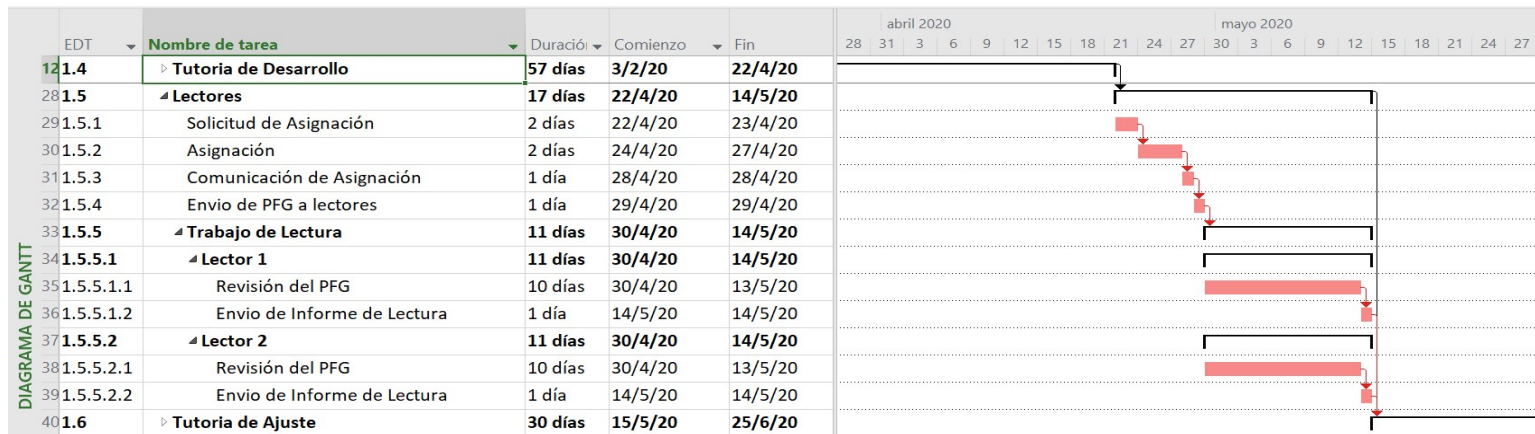 abril 2020 mayo 2020
EDT Nombre de tarea Duración Comienzo Fin 28 31 3 6 9 12 15 18 21 24 27 30 3 6 9 12 15 18 21 24 27
12 1.4 Tutoria de Desarrollo 57 días 3/2/20 22/4/20
28 1.5 Lectores 17 días 22/4/20 14/5/20
29 1.5.1 Solicitud de Asignación 2 días 22/4/20 23/4/20
30 1.5.2 Asignación 2 días 24/4/20 27/4/20
31 1.5.3 Comunicación de Asignación 1 día 28/4/20 28/4/20
32 1.5.4 Envio de PFG a lectores 1 día 29/4/20 29/4/20
33 1.5.5 Trabajo de Lectura 11 días 30/4/20 14/5/20
34 1.5.5.1 Lector 1 11 días 30/4/20 14/5/20
35 1.5.5.1.1 Revisión del PFG 10 días 30/4/20 13/5/20
36 1.5.5.1.2 Envio de Informe de Lectura 1 día 14/5/20 14/5/20
37 1.5.5.2 Lector 2 11 días 30/4/20 14/5/20
38 1.5.5.2.1 Revisión del PFG 10 días 30/4/20 13/5/20
39 1.5.5.2.2 Envio de Informe de Lectura 1 día 14/5/20 14/5/20
40 1.6 Tutoria de Ajuste 30 días 15/5/20 25/6/20
DIAGRAMA DE GANTT